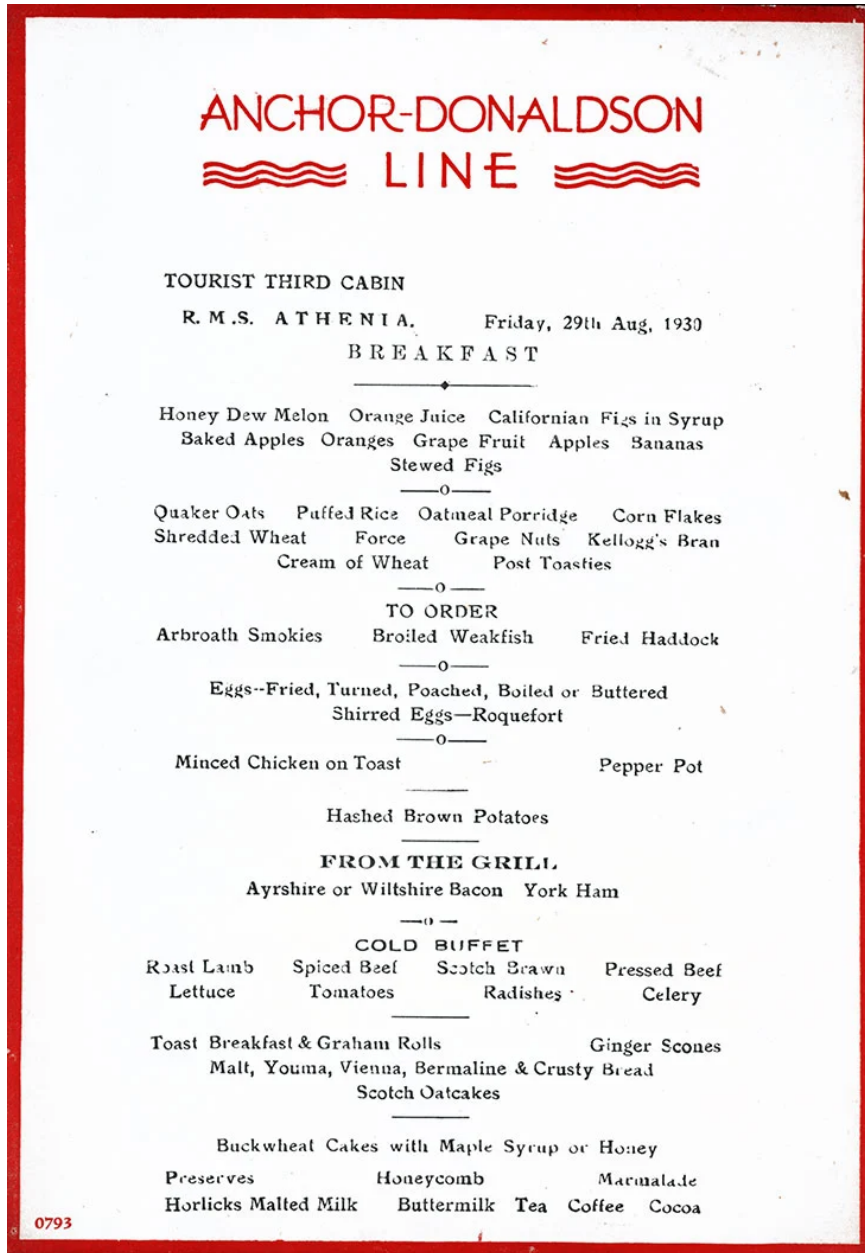 ANCHOR-DONALDSON
LINE
TOURIST THIRD CABIN
R. M .S. ATHENIA. Friday, 29th Aug, 1930
BREAKFAST
Honey Dew Melon Orange Juice Californian Figs in Syrup
Baked Apples Oranges Grape Fruit Apples Bananas
Stewed Figs
—o—
Quaker Oats Puffed Rice Oatmeal Porridge Corn Flakes
Shredded Wheat Force Grape Nuts Kellogg's Bran
Cream of Wheat Post Toasties
—o—
TO ORDER
Arbroath Smokies Broiled Weakfish Fried Haddock
—o—
Eggs--Fried, Turned, Poached, Boiled or Buttered
Shirred Eggs—Roquefort
—o—
Minced Chicken on Toast Pepper Pot
Hashed Brown Potatoes
FROM THE GRILL
Ayrshire or Wiltshire Bacon York Ham
—o—
COLD BUFFET
Roast Lamb Spiced Beef Scotch Brawn Pressed Beef
Lettuce Tomatoes Radishes Celery
Toast Breakfast & Graham Rolls Ginger Scones
Malt, Youma, Vienna, Bermaline & Crusty Bread
Scotch Oatcakes
Buckwheat Cakes with Maple Syrup or Honey
Preserves Honeycomb Marmalade
Horlicks Malted Milk Buttermilk Tea Coffee Cocoa
0793